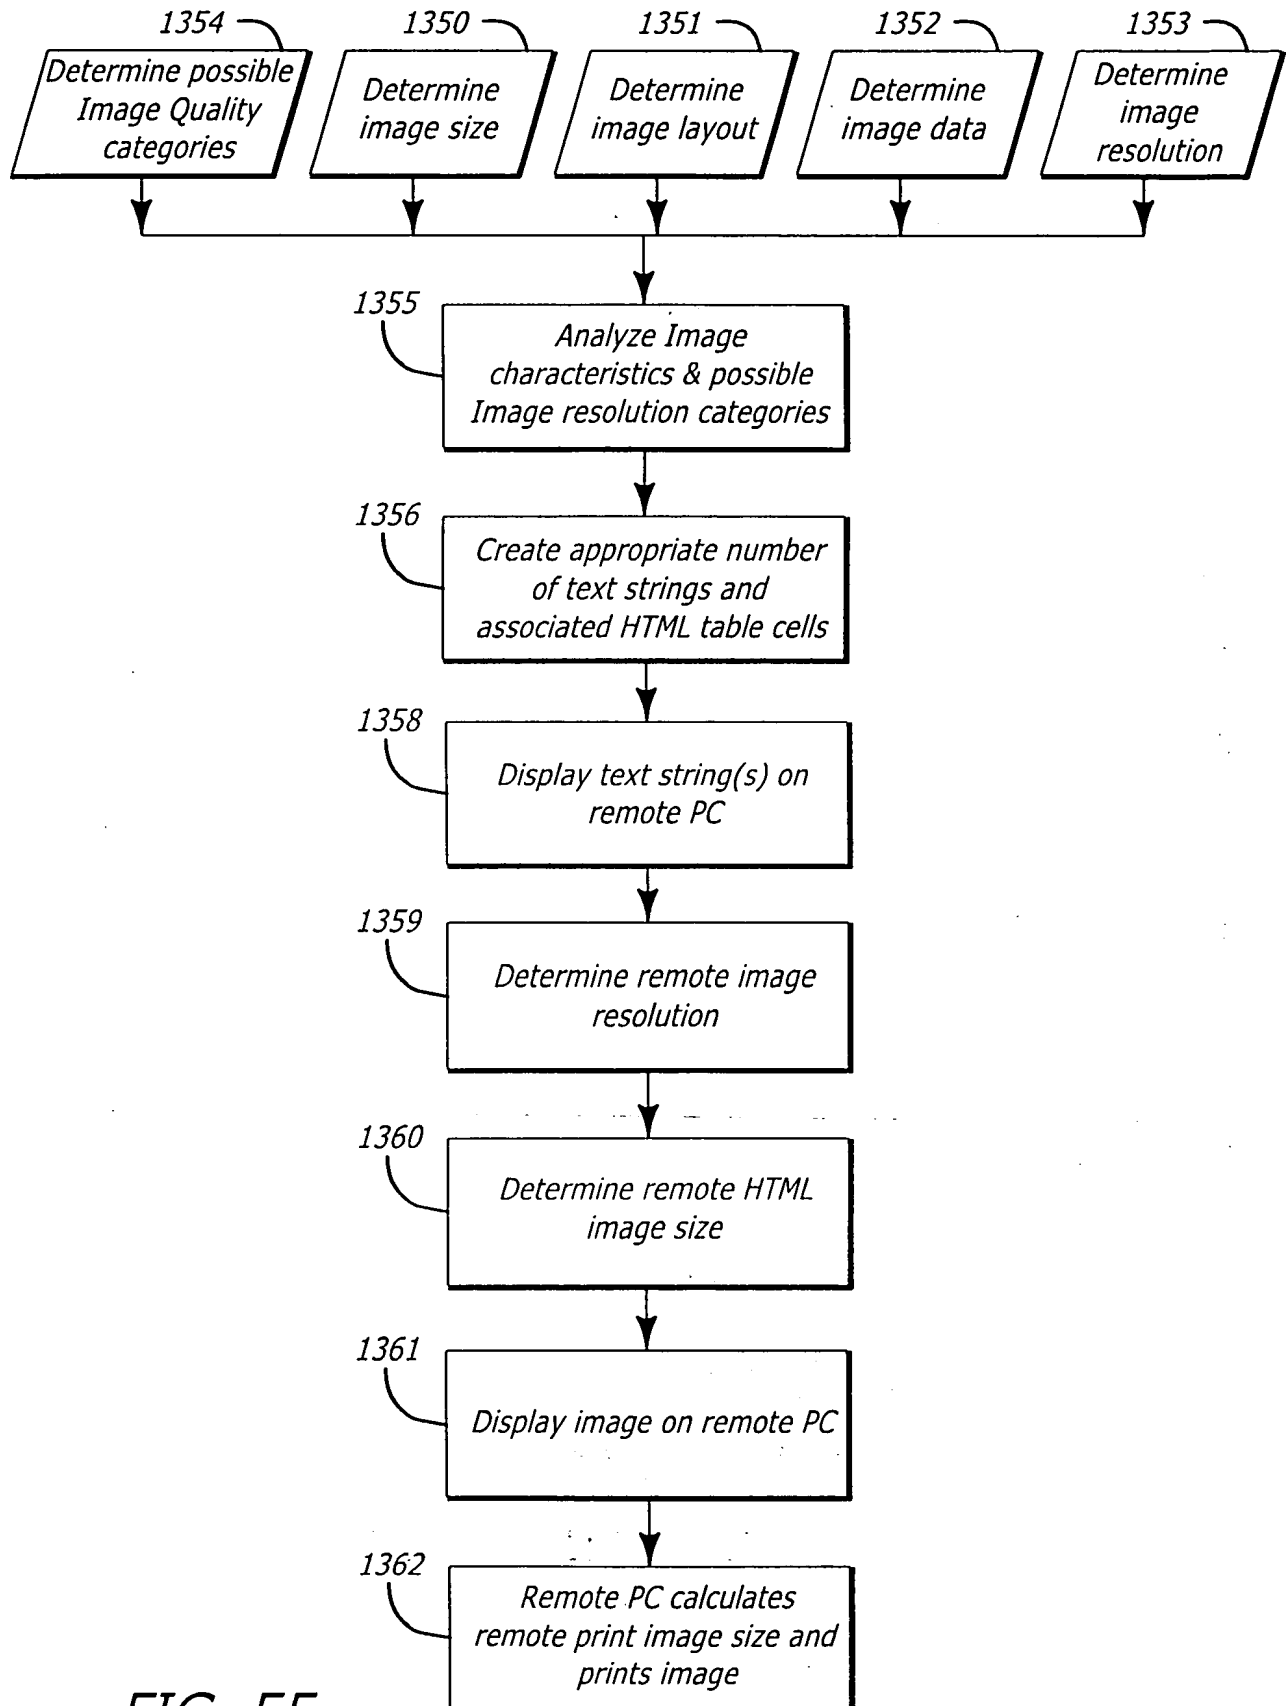 1354
1350
1351
1352
1353
Determine possible
Image Quality
categories
Determine
image size
Determine
image layout
Determine
image data
Determine
image
resolution
1355
Analyze Image
characteristics & possible
Image resolution categories
1356
Create appropriate number
of text strings and
associated HTML table cells
1358
Display text string(s) on
remote PC
1359
Determine remote image
resolution
1360
Determine remote HTML
image size
1361
Display image on remote PC
1362
Remote PC calculates
remote print image size and
prints image
FIG. 55